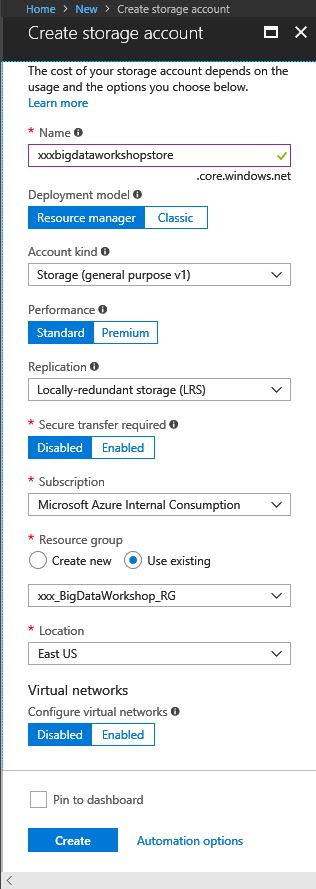 Home > New > Create storage account
Create storage account
The cost of your storage account depends on the
usage and the options you choose below.
Learn more
* Name
xxxbigdataworkshopstore
.core.windows.net
Deployment model
Resource manager Classic
Account kind
Storage (general purpose v1)
Performance
Standard Premium
Replication
Locally-redundant storage (LRS)
* Secure transfer required
Disabled Enabled
* Subscription
Microsoft Azure Internal Consumption
* Resource group
Create new Use existing
xxx_BigDataWorkshop_RG
* Location
East US
Virtual networks
Configure virtual networks
Disabled Enabled
Pin to dashboard
Create Automation options